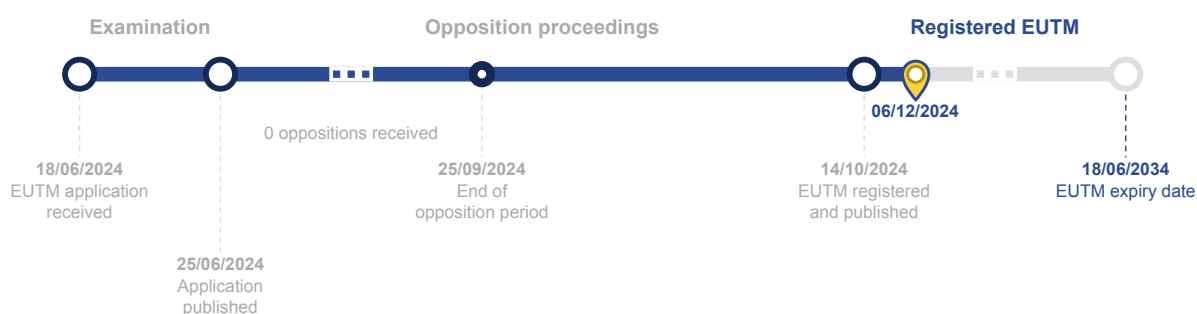 Examination
Opposition proceedings
Registered EUTM
06/12/2024
0 oppositions received
18/06/2024
EUTM application
received
25/06/2024
Application
published
25/09/2024
End of
opposition period
14/10/2024
EUTM registered
and published
18/06/2034
EUTM expiry date